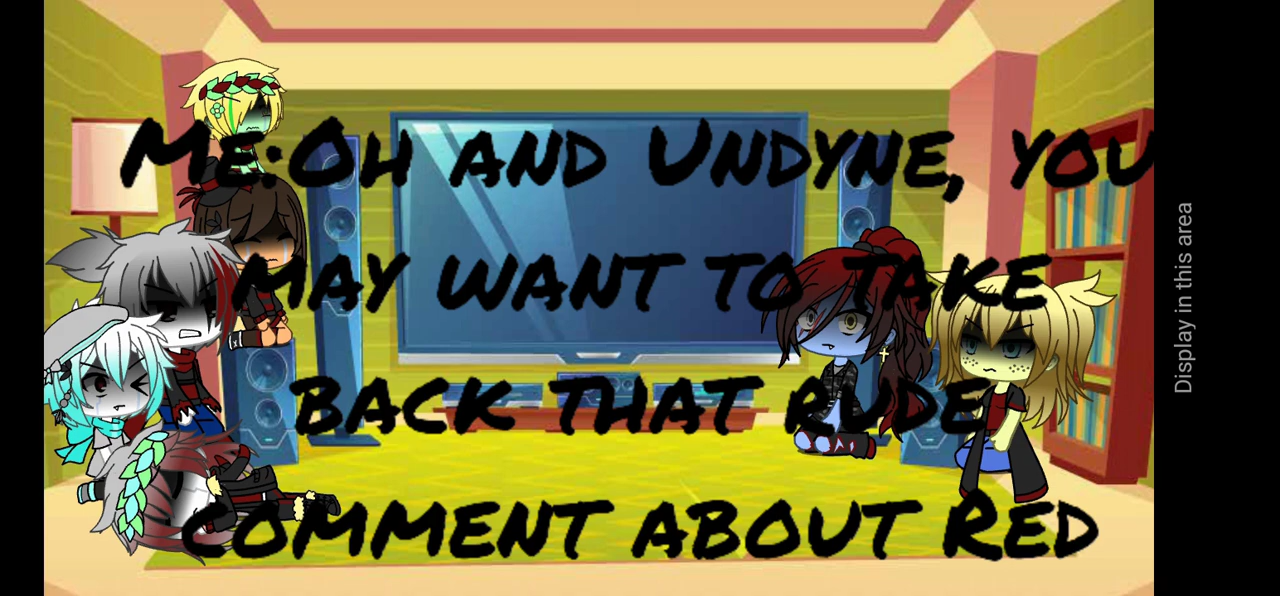 Me:Oh and Undyne, you
may want to take
back that rude
comment about Red
Display in this area